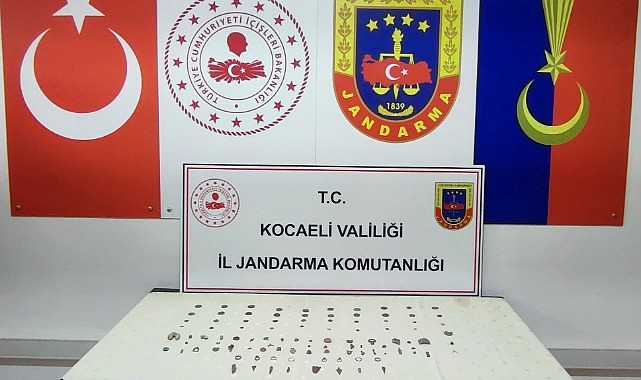 TÜRKİYE CUMHURİYETİ İÇİŞLERİ BAKANLIĞI
1839
JANDARMA
T.C.
KOCAELİ VALİLİĞİ
İL JANDARMA KOMUTANLIĞI